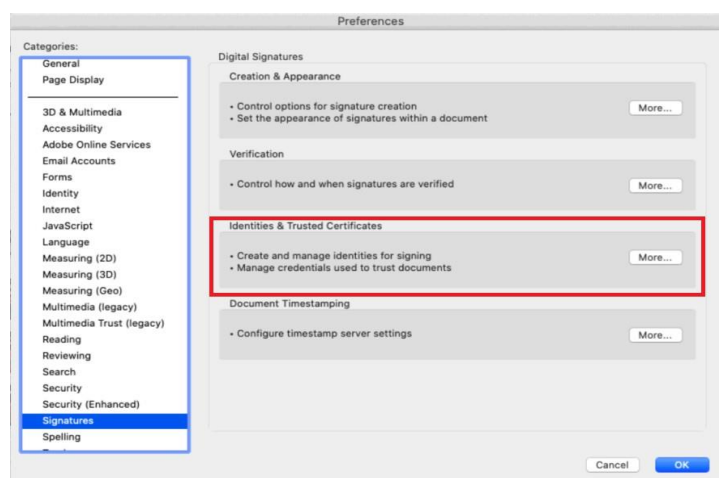 Preferences
Categories:
General
Page Display
3D & Multimedia
Accessibility
Adobe Online Services
Email Accounts
Forms
Identity
Internet
JavaScript
Language
Measuring (2D)
Measuring (3D)
Measuring (Geo)
Multimedia (legacy)
Multimedia Trust (legacy)
Reading
Reviewing
Search
Security
Security (Enhanced)
Signatures
Spelling
Digital Signatures
Creation & Appearance
• Control options for signature creation
• Set the appearance of signatures within a document
More...
Verification
• Control how and when signatures are verified
More...
Identities & Trusted Certificates
• Create and manage identities for signing
• Manage credentials used to trust documents
More...
Document Timestamping
• Configure timestamp server settings
More...
Cancel
OK